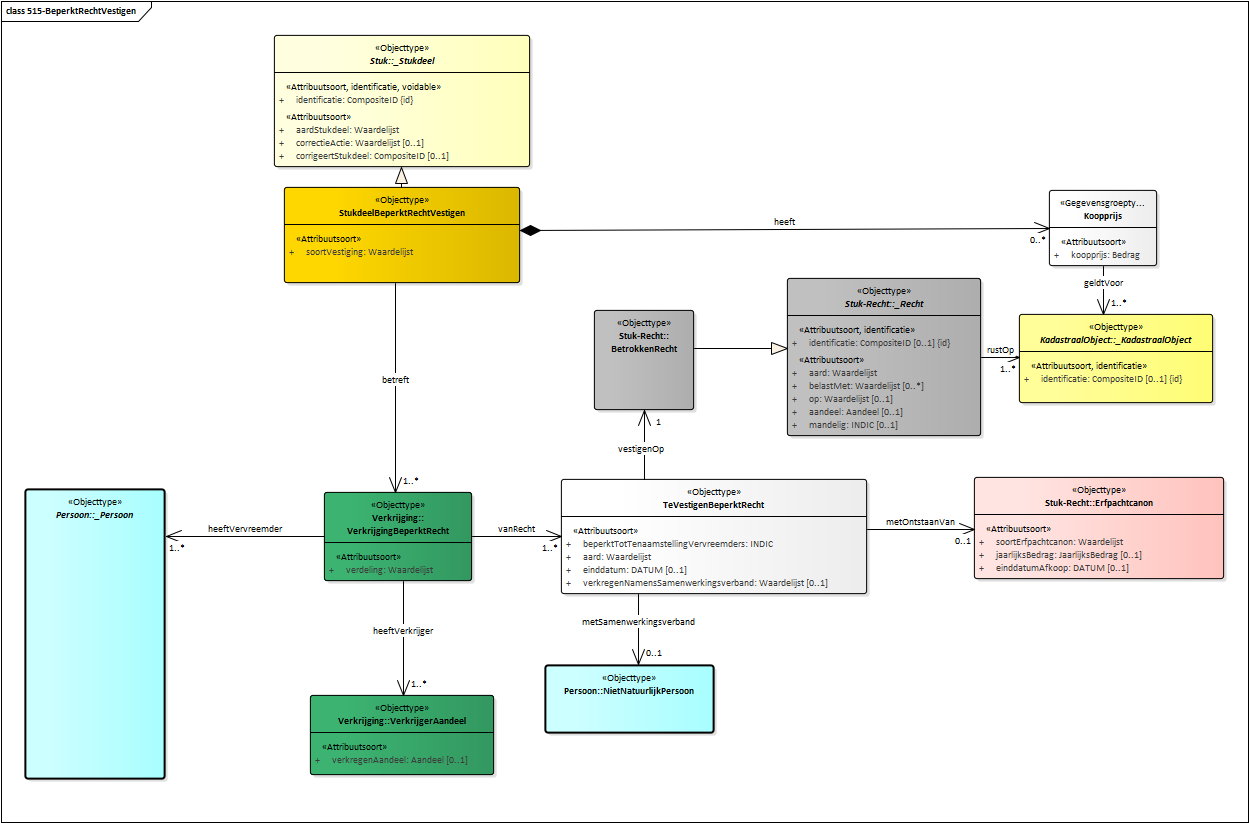 class 515-BeperktRechtVestigen
«Objecttype»
Stuk::_Stukdeel
«Attribuutsoort, identificatie, voidable»
+ identificatie: CompositeID {id}
«Attribuutsoort»
+ aardStukdeel: Waardelijst
+ correctieActie: Waardelijst [0..1]
+ corrigeertStukdeel: CompositeID [0..1]
«Objecttype»
StukdeelBeperktRechtVestigen
«Attribuutsoort»
+ soortVestiging: Waardelijst
heeft
0..*
«Gegevensgroepty...
Koopprijs
«Attribuutsoort»
+ koopprijs: Bedrag
geldtVoor
1..*
«Objecttype»
Stuk-Recht::
BetrokkenRecht
«Objecttype»
Stuk-Recht::_Recht
«Attribuutsoort, identificatie»
+ identificatie: CompositeID [0..1] {id}
«Attribuutsoort»
+ aard: Waardelijst
+ belastMet: Waardelijst [0..*]
+ op: Waardelijst [0..1]
+ aandeel: Aandeel [0..1]
+ mandelig: INDIC [0..1]
rustOp
1..*
«Objecttype»
KadastraalObject::_KadastraalObject
«Attribuutsoort, identificatie»
+ identificatie: CompositeID [0..1] {id}
betreft
1..*
1
vestigenOp
«Objecttype»
Persoon::_Persoon
heeftVervreemder
1..*
«Objecttype»
Verkrijging::
VerkrijgingBeperktRecht
«Attribuutsoort»
+ verdeling: Waardelijst
vanRecht
1..*
«Objecttype»
TeVestigenBeperktRecht
«Attribuutsoort»
+ beperktTotTenaamstellingVervreemders: INDIC
+ aard: Waardelijst
+ einddatum: DATUM [0..1]
+ verkregenNamensSamenwerkingsverband: Waardelijst [0..1]
metOntstaanVan
0..1
«Objecttype»
Stuk-Recht::Erfpachtcanon
«Attribuutsoort»
+ soortErfpachtcanon: Waardelijst
+ jaarlijksBedrag: JaarlijksBedrag [0..1]
+ einddatumAfkoop: DATUM [0..1]
heeftVerkrijger
1..*
metSamenwerkingsverband
0..1
«Objecttype»
Persoon::NietNatuurlijkPersoon
«Objecttype»
Verkrijging::VerkrijgerAandeel
«Attribuutsoort»
+ verkregenAandeel: Aandeel [0..1]